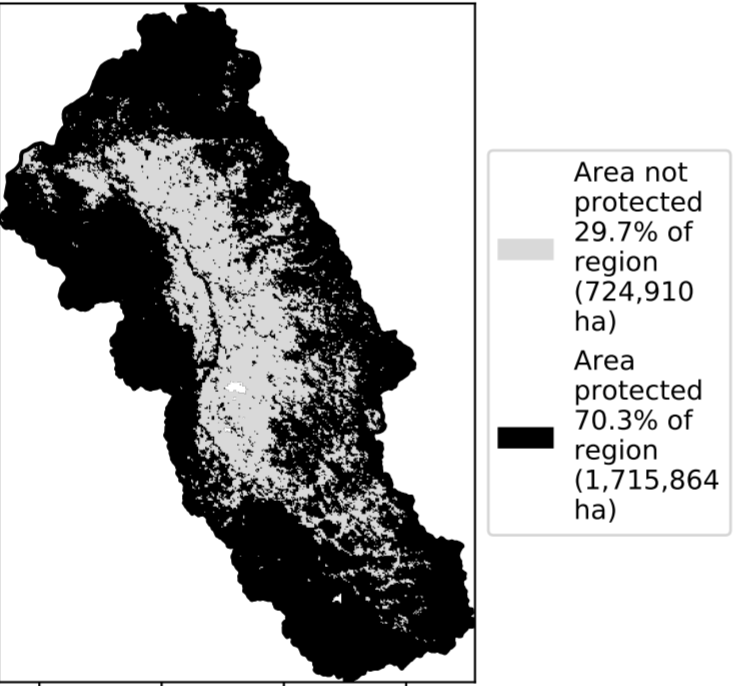 Area not
protected
29.7% of
region
(724,910
ha)
Area
protected
70.3% of
region
(1,715,864
ha)